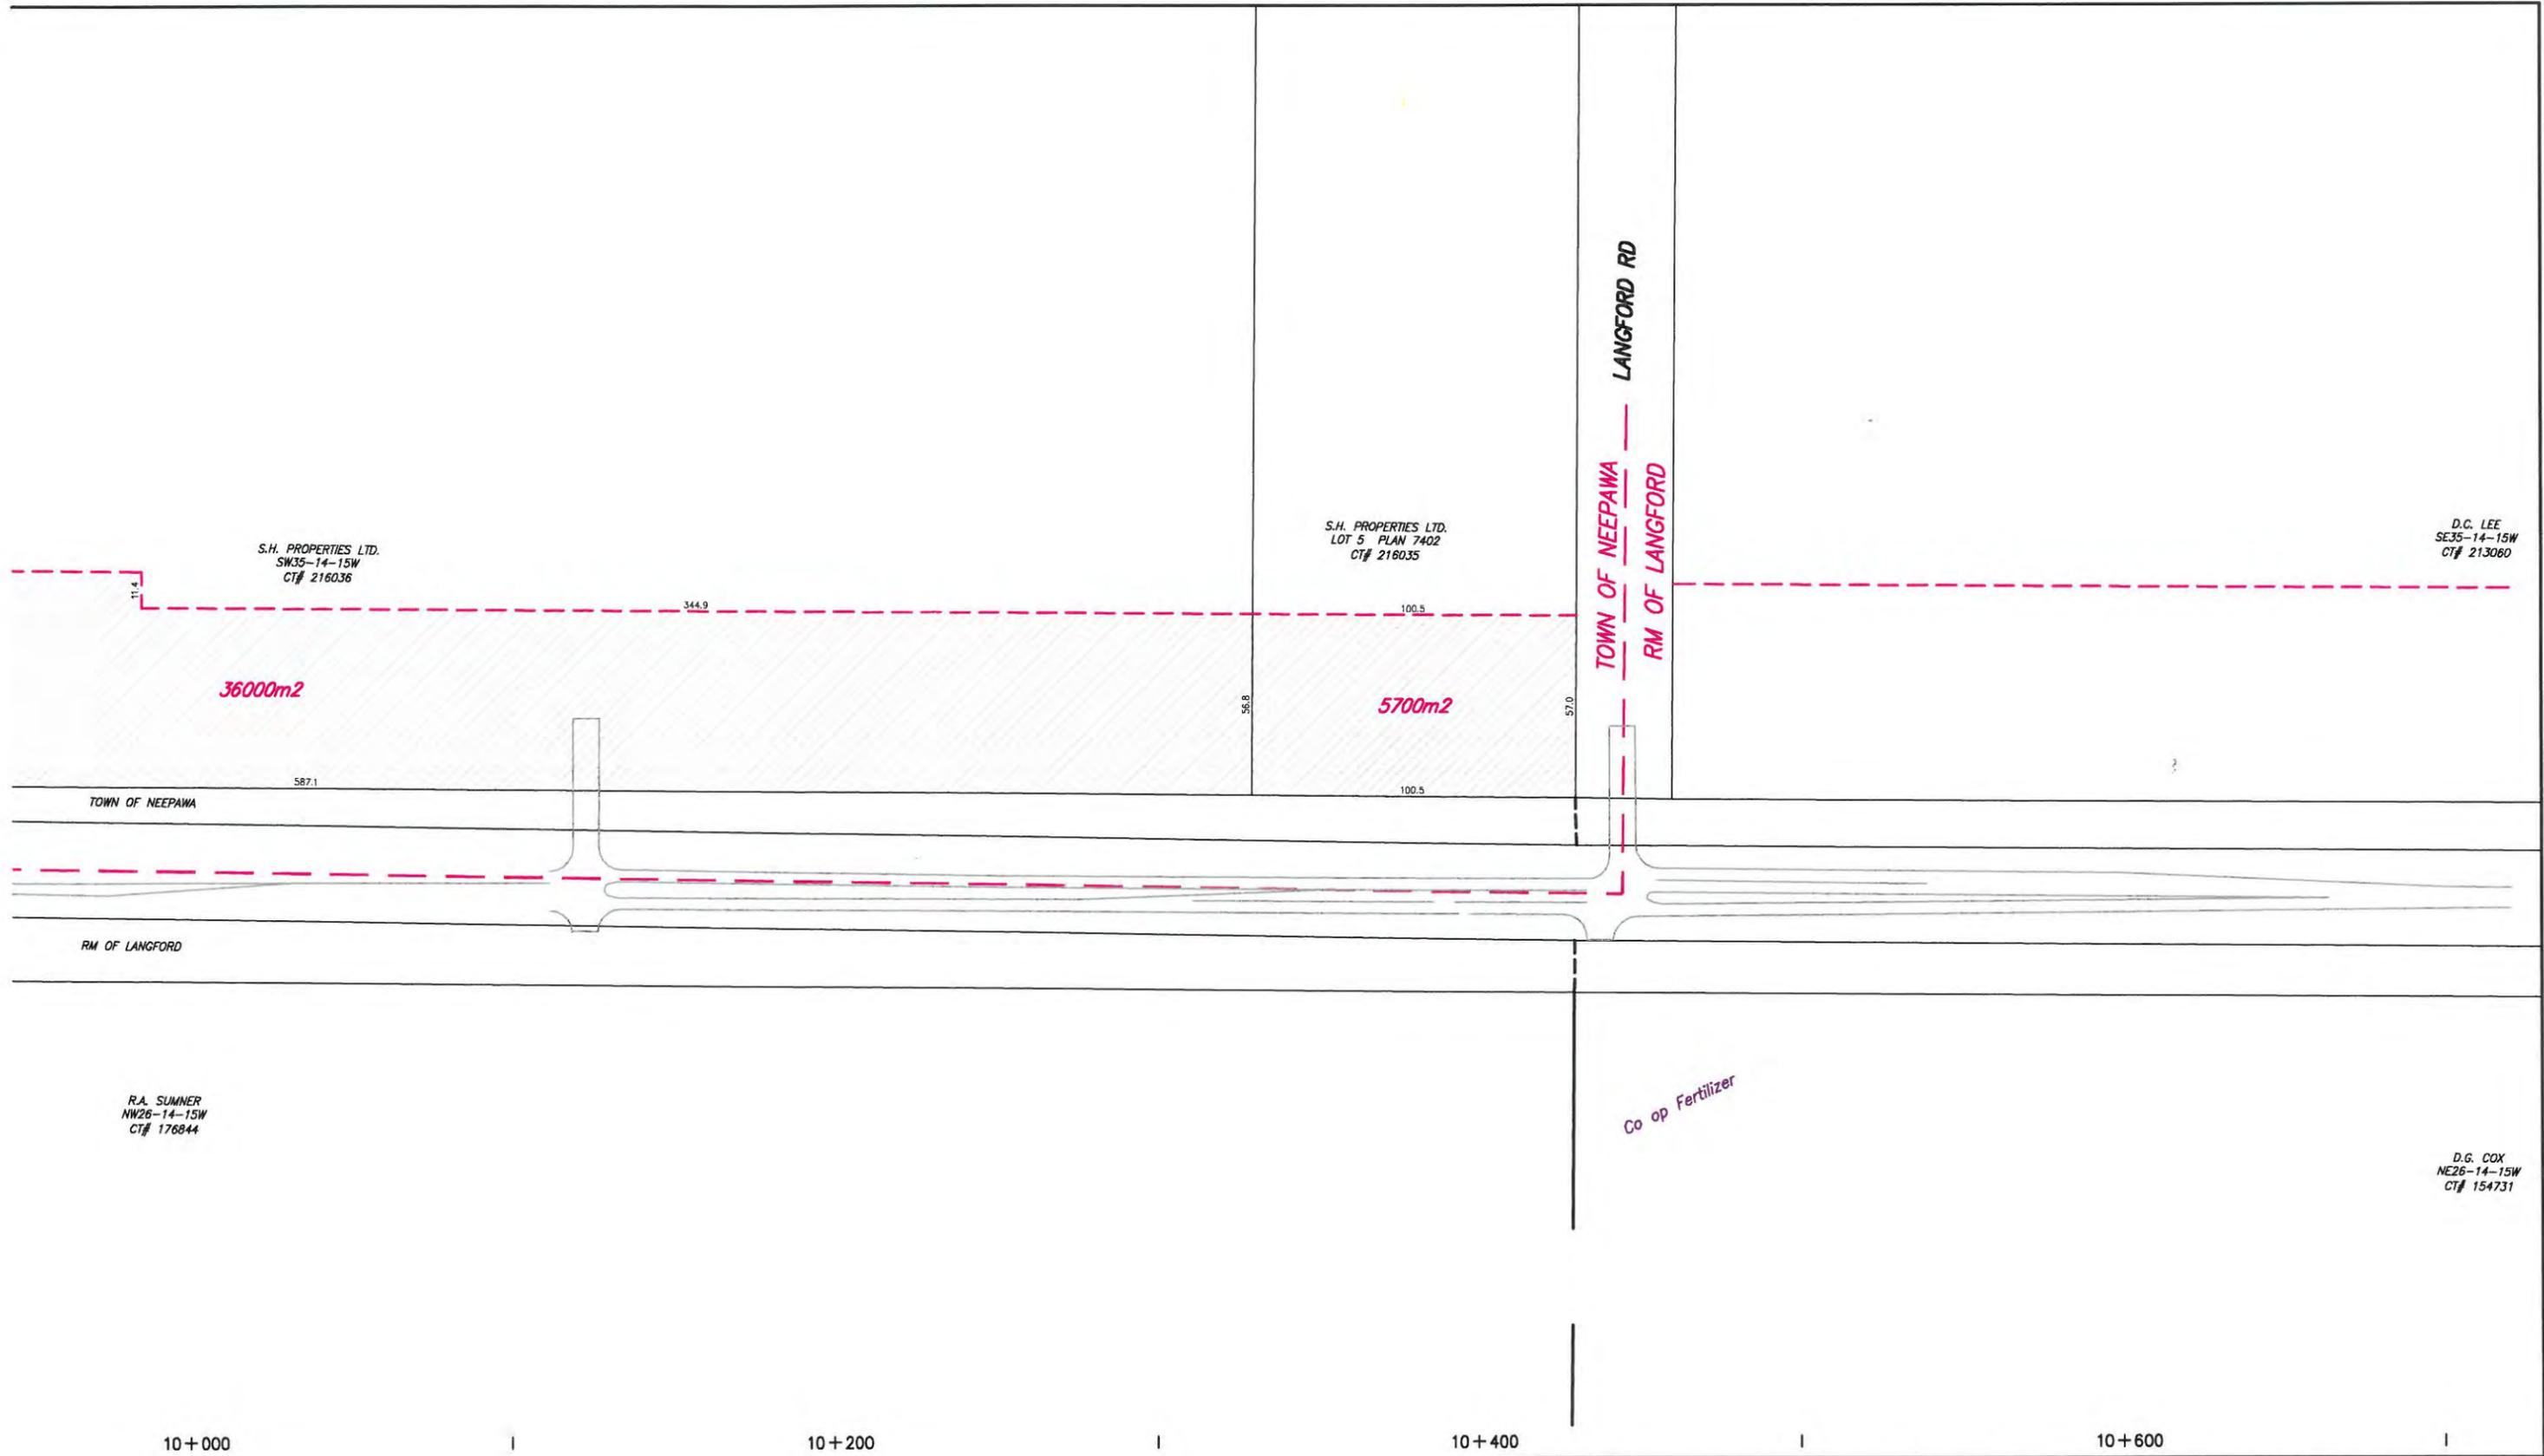 LANGFORD RD
TOWN OF NEEPAWA
RM OF LANGFORD
S.H. PROPERTIES LTD.
SW35-14-15W
CT# 216036
S.H. PROPERTIES LTD.
LOT 5 PLAN 7402
CT# 216035
D.C. LEE
SE35-14-15W
CT# 213060
11.4
344.9
100.5
36000m2
56.8
5700m2
57.0
587.1
100.5
TOWN OF NEEPAWA
RM OF LANGFORD
R.A. SUMNER
NW26-14-15W
CT# 176844
Co op Fertilizer
D.G. COX
NE26-14-15W
CT# 154731
10+000
10+200
10+400
10+600